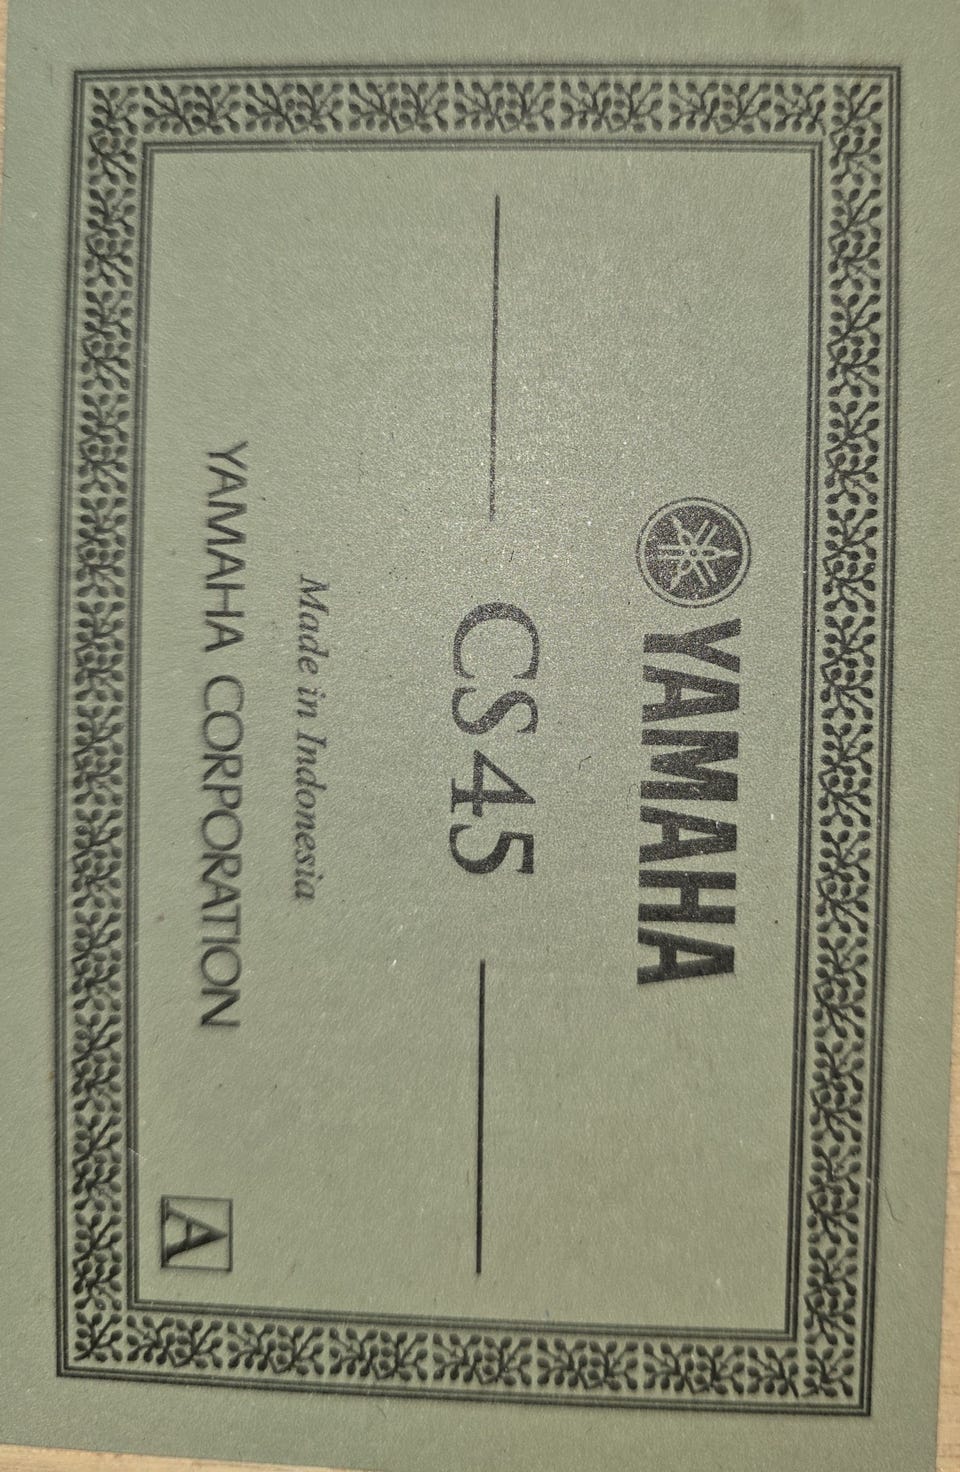 YAMAHA
CS45
Made in Indonesia
YAMAHA CORPORATION
A